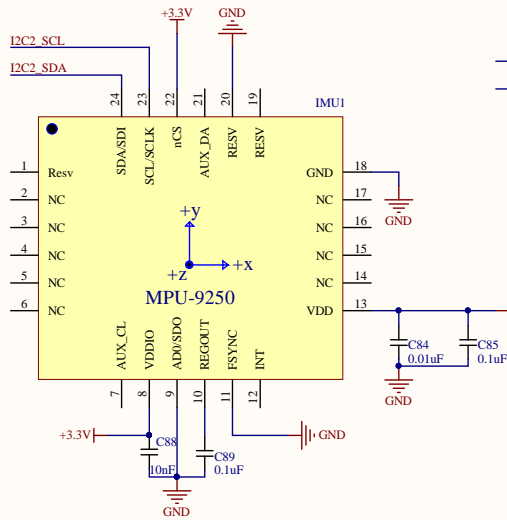 +3.3V
GND
I2C2_SCL
I2C2_SDA
24
23
22
21
20
19
IMU1
SDA/SDI
SCL/SCLK
nCS
AUX_DA
RESV
RESV
1 Resv
2 NC
3 NC
4 NC
5 NC
6 NC
GND 18
NC 17
NC 16
NC 15
NC 14
VDD 13
GND
+y
+x
+z
MPU-9250
AUX_CL
VDDIO
AD0/SDO
REGOUT
FSYNC
INT
7
8
9
10
11
12
C84
0.01uF
C85
0.1uF
GND
+3.3V
C88
10nF
C89
0.1uF
GND
GND